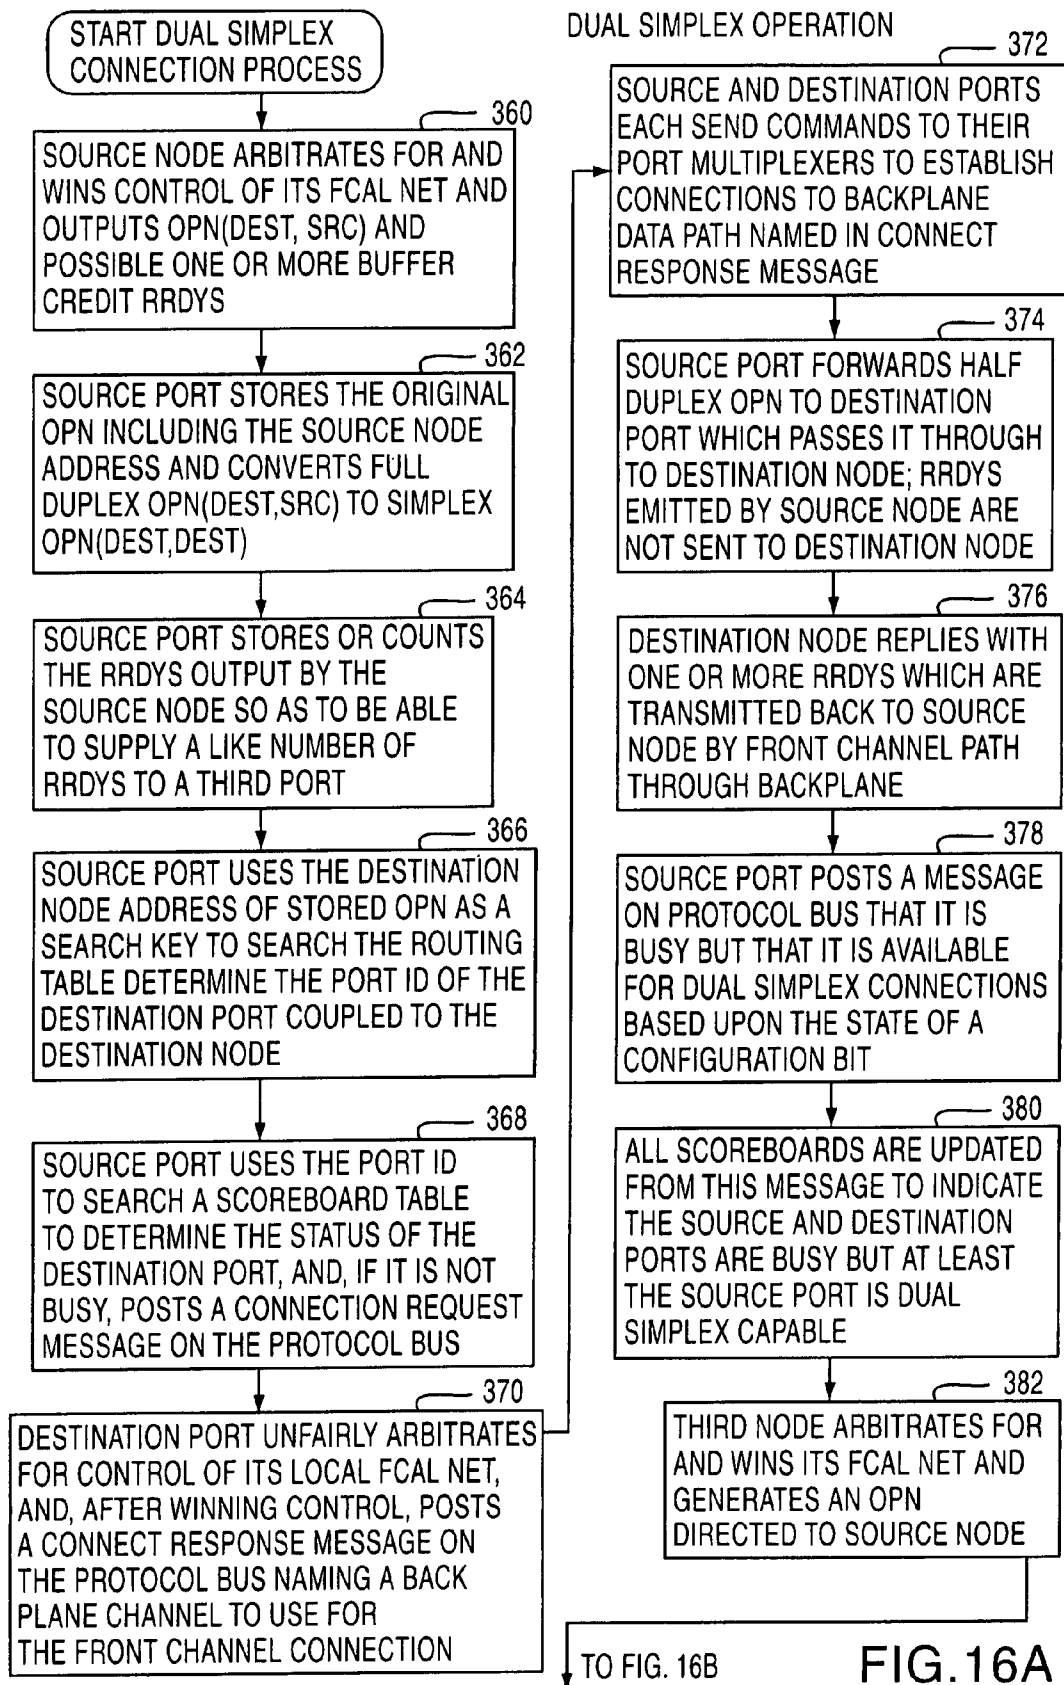 START DUAL SIMPLEX
CONNECTION PROCESS
360
SOURCE NODE ARBITRATES FOR AND
WINS CONTROL OF ITS FCAL NET AND
OUTPUTS OPN(DEST, SRC) AND
POSSIBLE ONE OR MORE BUFFER
CREDIT RRDYS
362
SOURCE PORT STORES THE ORIGINAL
OPN INCLUDING THE SOURCE NODE
ADDRESS AND CONVERTS FULL
DUPLEX OPN(DEST,SRC) TO SIMPLEX
OPN(DEST,DEST)
364
SOURCE PORT STORES OR COUNTS
THE RRDYS OUTPUT BY THE
SOURCE NODE SO AS TO BE ABLE
TO SUPPLY A LIKE NUMBER OF
RRDYS TO A THIRD PORT
366
SOURCE PORT USES THE DESTINATION
NODE ADDRESS OF STORED OPN AS A
SEARCH KEY TO SEARCH THE ROUTING
TABLE DETERMINE THE PORT ID OF THE
DESTINATION PORT COUPLED TO THE
DESTINATION NODE
368
SOURCE PORT USES THE PORT ID
TO SEARCH A SCOREBOARD TABLE
TO DETERMINE THE STATUS OF THE
DESTINATION PORT, AND, IF IT IS NOT
BUSY, POSTS A CONNECTION REQUEST
MESSAGE ON THE PROTOCOL BUS
370
DESTINATION PORT UNFAIRLY ARBITRATES
FOR CONTROL OF ITS LOCAL FCAL NET,
AND, AFTER WINNING CONTROL, POSTS
A CONNECT RESPONSE MESSAGE ON
THE PROTOCOL BUS NAMING A BACK
PLANE CHANNEL TO USE FOR
THE FRONT CHANNEL CONNECTION
DUAL SIMPLEX OPERATION
372
SOURCE AND DESTINATION PORTS
EACH SEND COMMANDS TO THEIR
PORT MULTIPLEXERS TO ESTABLISH
CONNECTIONS TO BACKPLANE
DATA PATH NAMED IN CONNECT
RESPONSE MESSAGE
374
SOURCE PORT FORWARDS HALF
DUPLEX OPN TO DESTINATION
PORT WHICH PASSES IT THROUGH
TO DESTINATION NODE; RRDYS
EMITTED BY SOURCE NODE ARE
NOT SENT TO DESTINATION NODE
376
DESTINATION NODE REPLIES WITH
ONE OR MORE RRDYS WHICH ARE
TRANSMITTED BACK TO SOURCE
NODE BY FRONT CHANNEL PATH
THROUGH BACKPLANE
378
SOURCE PORT POSTS A MESSAGE
ON PROTOCOL BUS THAT IT IS
BUSY BUT THAT IT IS AVAILABLE
FOR DUAL SIMPLEX CONNECTIONS
BASED UPON THE STATE OF A
CONFIGURATION BIT
380
ALL SCOREBOARDS ARE UPDATED
FROM THIS MESSAGE TO INDICATE
THE SOURCE AND DESTINATION
PORTS ARE BUSY BUT AT LEAST
THE SOURCE PORT IS DUAL
SIMPLEX CAPABLE
382
THIRD NODE ARBITRATES FOR
AND WINS ITS FCAL NET AND
GENERATES AN OPN
DIRECTED TO SOURCE NODE
TO FIG. 16B
FIG.16A